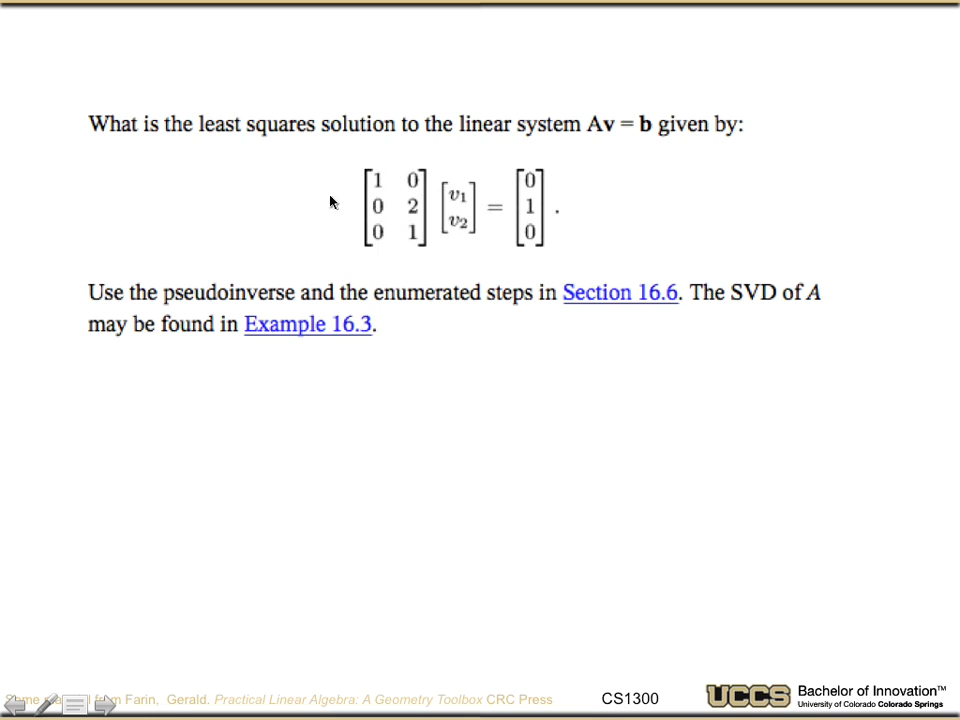 What is the least squares solution to the linear system Av = b given by:
[1 0
0 2
0 1] [v1
v2] = [0
1
0] .
Use the pseudoinverse and the enumerated steps in Section 16.6. The SVD of A
may be found in Example 16.3.
Farin, Gerald. Practical Linear Algebra: A Geometry Toolbox CRC Press
CS1300
UCCS
Bachelor of Innovation™
University of Colorado Colorado Springs